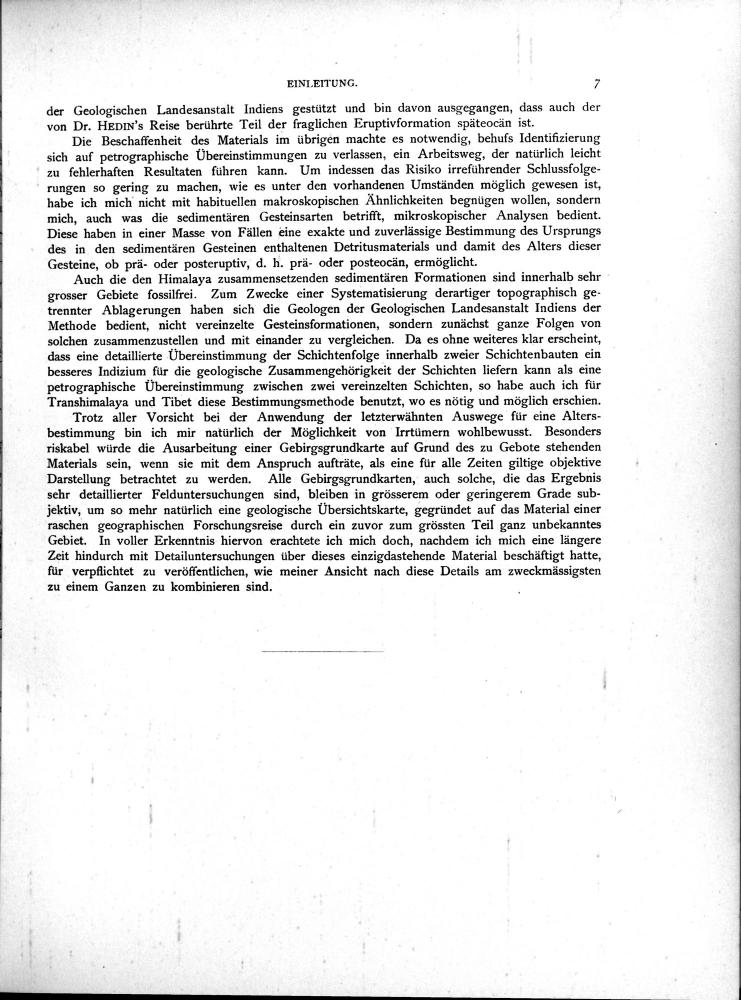 EINLEITUNG. 7
der Geologischen Landesanstalt Indiens gestützt und bin davon ausgegangen, dass auch der
von Dr. HEDIN's Reise berührte Teil der fraglichen Eruptivformation späteocän ist.
Die Beschaffenheit des Materials im übrigen machte es notwendig, behufs Identifizierung
sich auf petrographische Übereinstimmungen zu verlassen, ein Arbeitsweg, der natürlich leicht
zu fehlerhaften Resultaten führen kann. Um indessen das Risiko irreführender Schlussfolge-
rungen so gering zu machen, wie es unter den vorhandenen Umständen möglich gewesen ist,
habe ich mich nicht mit habituellen makroskopischen Ähnlichkeiten begnügen wollen, sondern
mich, auch was die sedimentären Gesteinsarten betrifft, mikroskopischer Analysen bedient.
Diese haben in einer Masse von Fällen eine exakte und zuverlässige Bestimmung des Ursprungs
des in den sedimentären Gesteinen enthaltenen Detritusmaterials und damit des Alters dieser
Gesteine, ob prä- oder posteruptiv, d. h. prä- oder posteocän, ermöglicht.
Auch die den Himalaya zusammensetzenden sedimentären Formationen sind innerhalb sehr
grosser Gebiete fossilfrei. Zum Zwecke einer Systematisierung derartiger topographisch ge-
trennter Ablagerungen haben sich die Geologen der Geologischen Landesanstalt Indiens der
Methode bedient, nicht vereinzelte Gesteinsformationen, sondern zunächst ganze Folgen von
solchen zusammenzustellen und mit einander zu vergleichen. Da es ohne weiteres klar erscheint,
dass eine detaillierte Übereinstimmung der Schichtenfolge innerhalb zweier Schichtenbauten ein
besseres Indizium für die geologische Zusammengehörigkeit der Schichten liefern kann als eine
petrographische Übereinstimmung zwischen zwei vereinzelten Schichten, so habe auch ich für
Transhimalaya und Tibet diese Bestimmungsmethode benutzt, wo es nötig und möglich erschien.
Trotz aller Vorsicht bei der Anwendung der letzterwähnten Auswege für eine Alters-
bestimmung bin ich mir natürlich der Möglichkeit von Irrtümern wohlbewusst. Besonders
riskabel würde die Ausarbeitung einer Gebirgsgrundkarte auf Grund des zu Gebote stehenden
Materials sein, wenn sie mit dem Anspruch aufträte, als eine für alle Zeiten giltige objektive
Darstellung betrachtet zu werden. Alle Gebirgsgrundkarten, auch solche, die das Ergebnis
sehr detaillierter Felduntersuchungen sind, bleiben in grösserem oder geringerem Grade sub-
jektiv, um so mehr natürlich eine geologische Übersichtskarte, gegründet auf das Material einer
raschen geographischen Forschungsreise durch ein zuvor zum grössten Teil ganz unbekanntes
Gebiet. In voller Erkenntnis hiervon erachtete ich mich doch, nachdem ich mich eine längere
Zeit hindurch mit Detailuntersuchungen über dieses einzigdastehende Material beschäftigt hatte,
für verpflichtet zu veröffentlichen, wie meiner Ansicht nach diese Details am zweckmässigsten
zu einem Ganzen zu kombinieren sind.